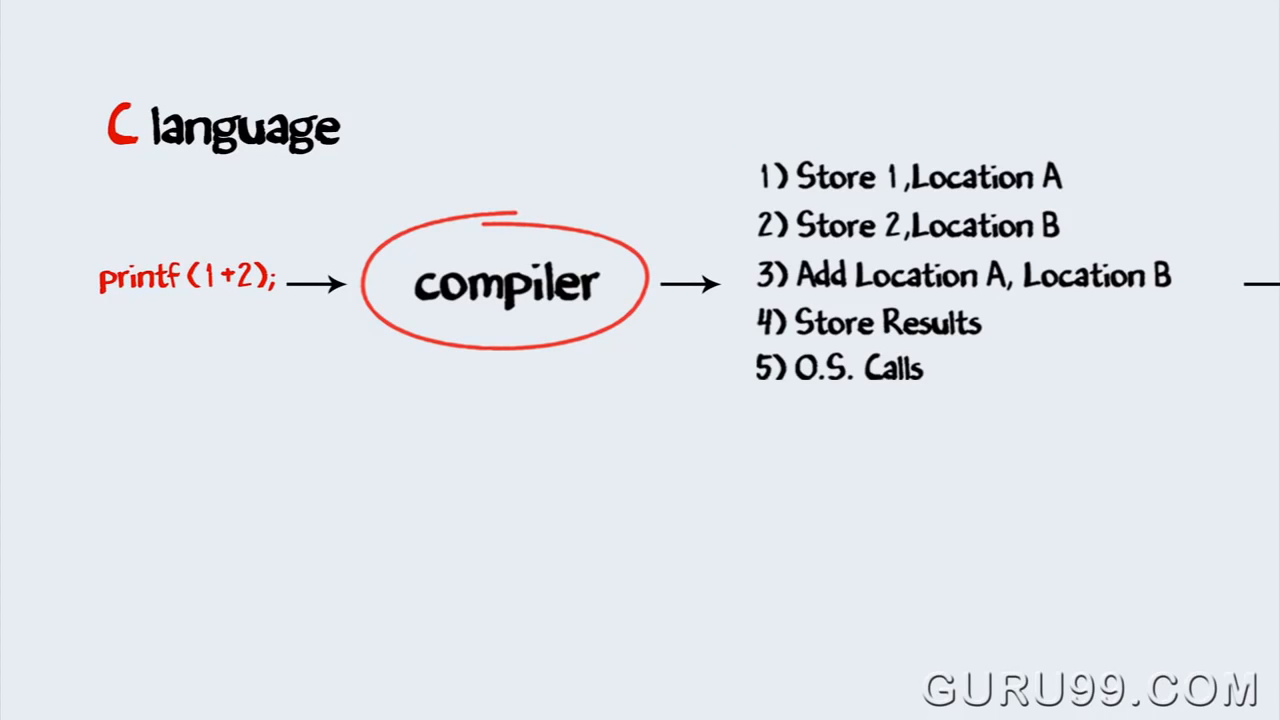 C language
printf (1+2);
compiler
1) Store 1,Location A
2) Store 2,Location B
3) Add Location A, Location B
4) Store Results
5) O.S. Calls
GURU99.COM